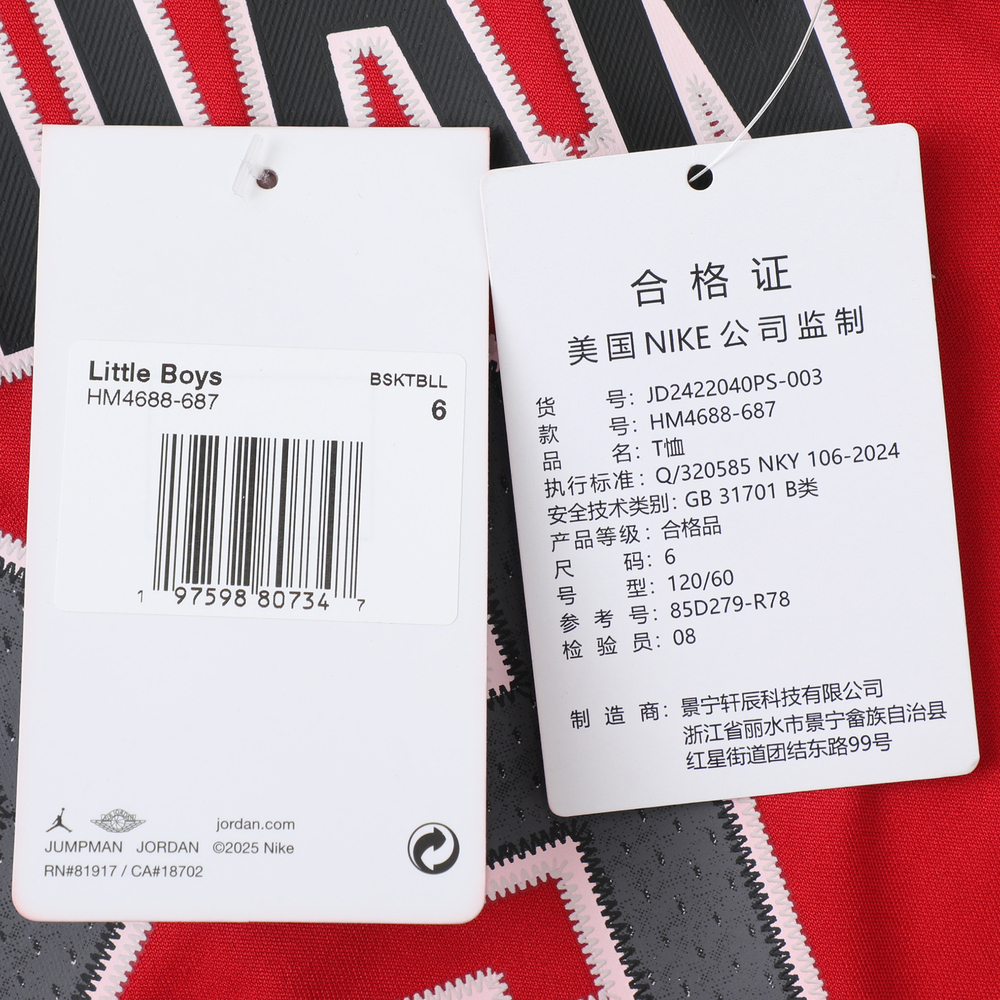 Little Boys
BSKTBLL
HM4688-687
6
1 97598 80734 7
jordan.com
JUMPMAN JORDAN ©2025 Nike
RN#81917 / CA#18702
合格证
美国NIKE公司监制
货号：JD2422040PS-003
款号：HM4688-687
品名：T恤
执行标准：Q/320585 NKY 106-2024
安全技术类别：GB 31701 B类
产品等级：合格品
尺码：6
号型：120/60
参考号：85D279-R78
检验员：08
制造商：景宁轩辰科技有限公司
浙江省丽水市景宁畲族自治县
红星街道团结东路99号